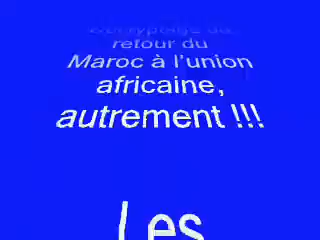 retour du
Maroc à l'union
africaine,
autrement !!!
Les